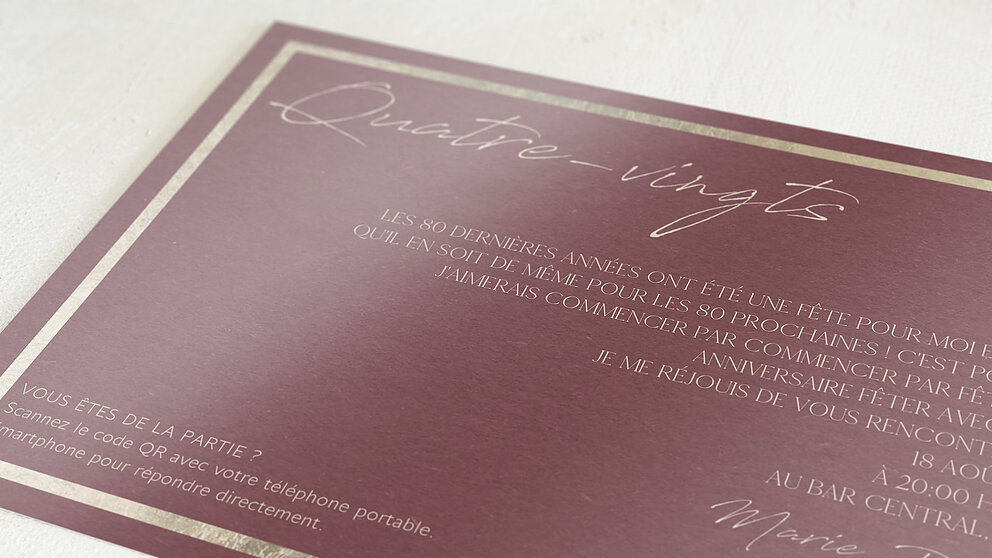 Quatre-vingts
LES 80 DERNIÈRES ANNÉES ONT ÉTÉ UNE FÊTE POUR MOI
QU'IL EN SOIT DE MÊME POUR LES 80 PROCHAINES ! C'EST
J'AIMERAIS COMMENCER PAR COMMENCER PAR
ANNIVERSAIRE FÊTER
JE ME RÉJOUIS DE VOUS
18
À 20:00
AU BAR CENTRAL,
Marie
VOUS ÊTES DE LA PARTIE ?
Scannez le code QR avec votre téléphone portable.
pour répondre directement.